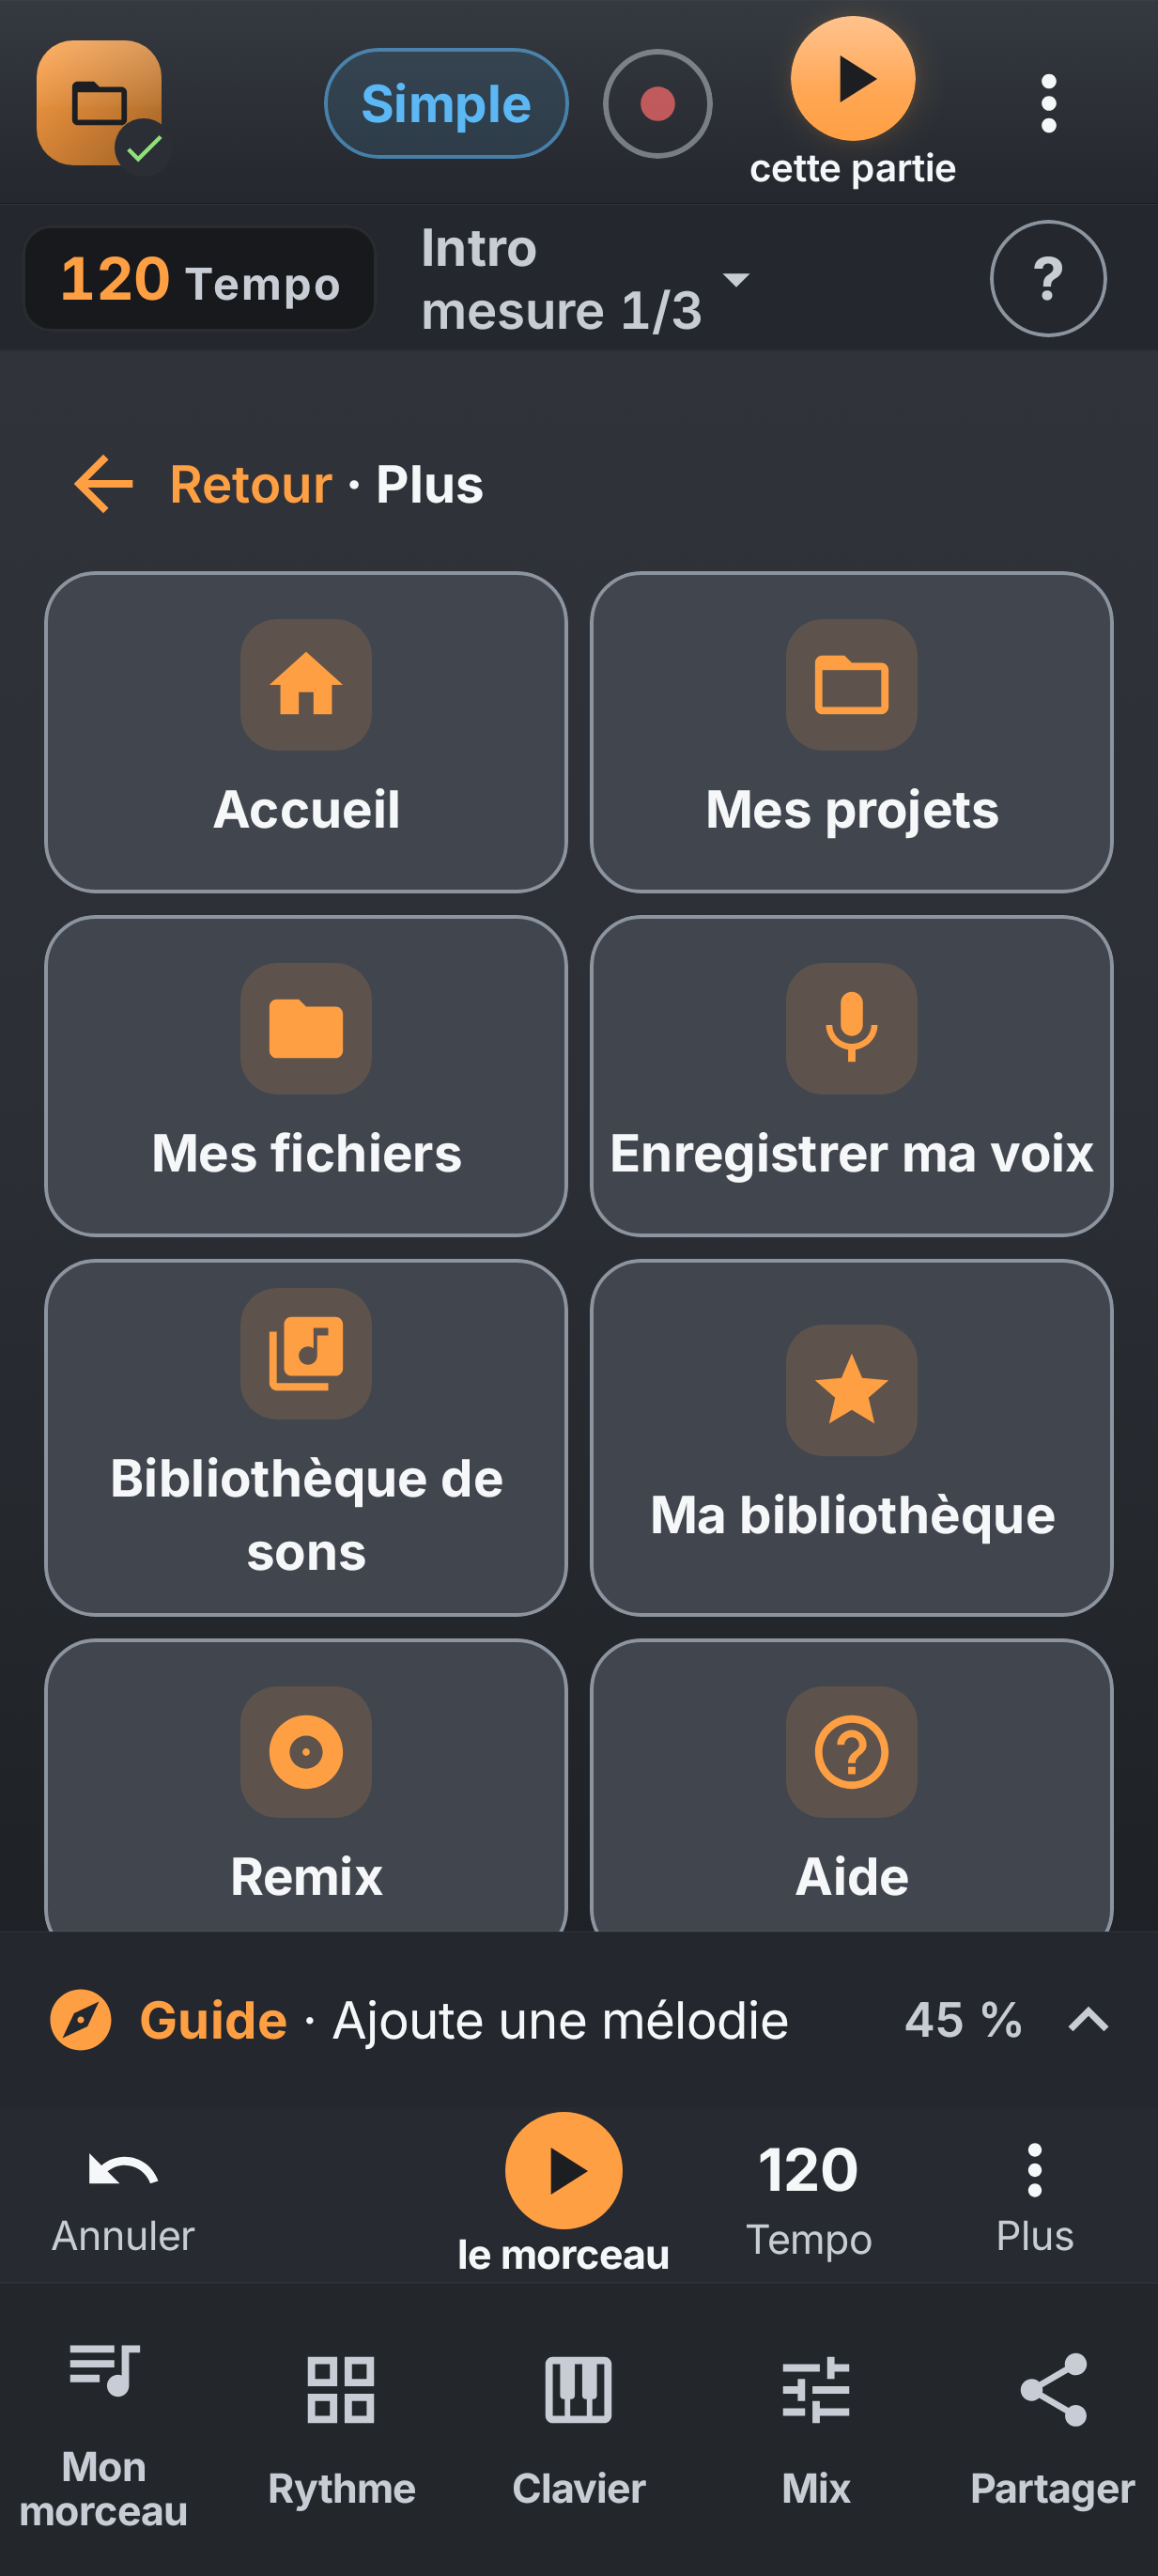 Simple
cette partie
120 Tempo
Intro
mesure 1/3
?
Retour · Plus
Accueil
Mes projets
Mes fichiers
Enregistrer ma voix
Bibliothèque de
sons
Ma bibliothèque
Remix
Aide
Guide · Ajoute une mélodie
45 %
Annuler
le morceau
120
Tempo
Plus
Mon
morceau
Rythme
Clavier
Mix
Partager